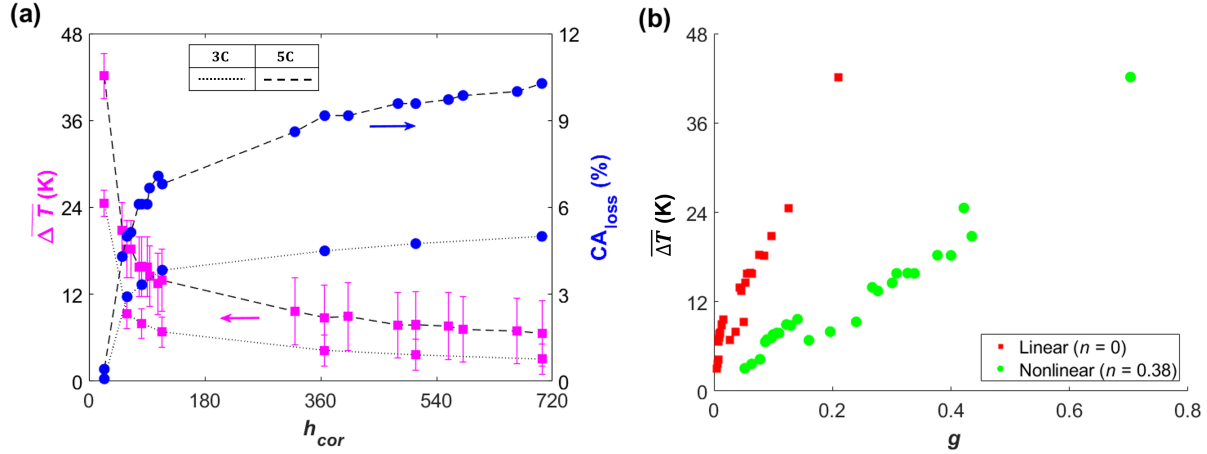 (a)
48
36
24
12
0
ΔT (K)
3C 5C
12
9
6
3
0
CA_loss (%)
0 180 360 540 720
h_cor
(b)
48
36
24
12
0
ΔT (K)
Linear (n = 0)
Nonlinear (n = 0.38)
0 0.2 0.4 0.6 0.8
g